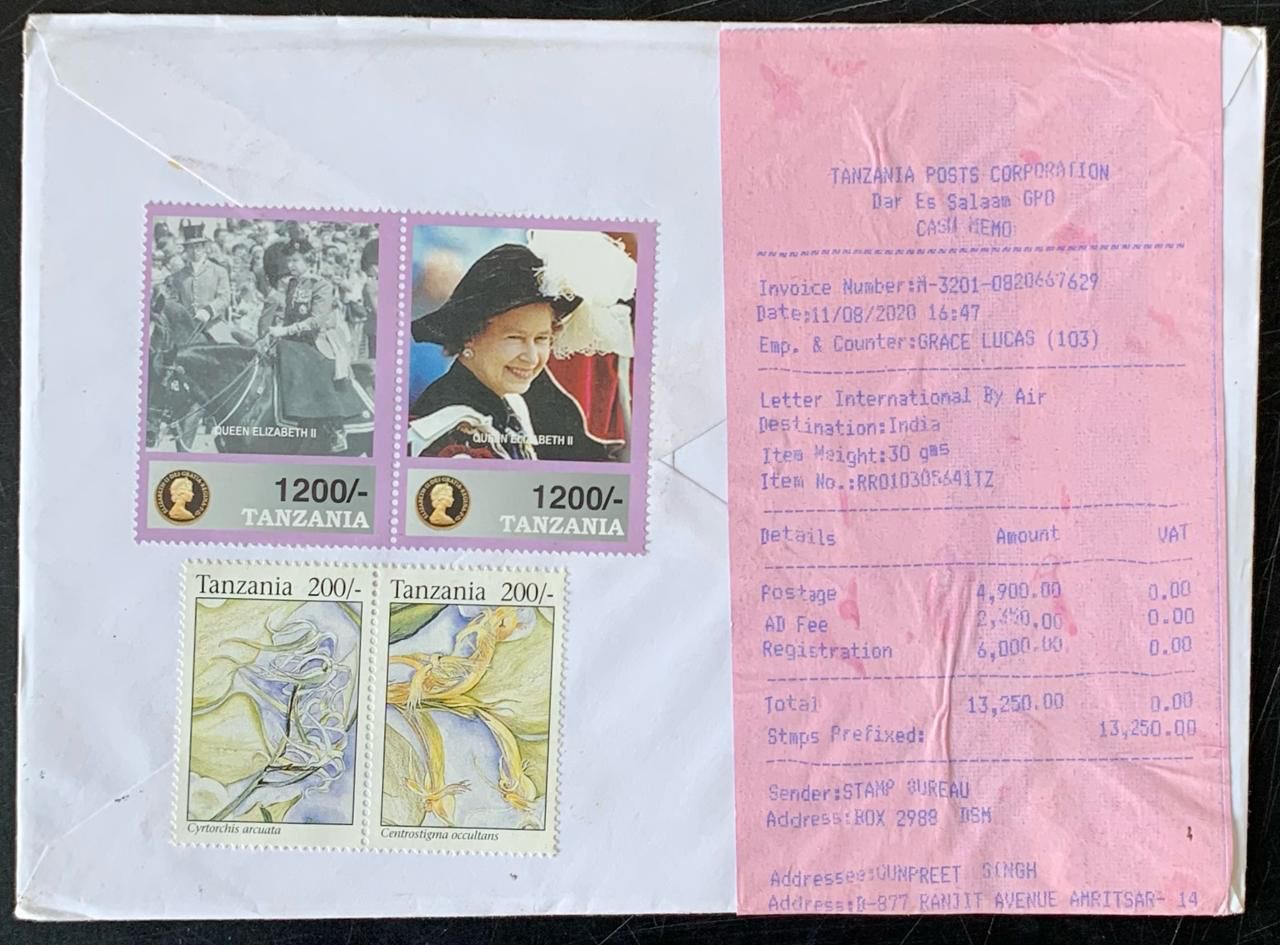 QUEEN ELIZABETH II
1200/-
TANZANIA
QUEEN ELIZABETH II
1200/-
TANZANIA
Tanzania 200/-
Cyrtorchis arcuata
Tanzania 200/-
Centrostigma occultans
TANZANIA POSTS CORPORATION
Dar Es Salaam GPO
CASH MEMO
Invoice Number:M-3201-0820667629
Date:11/08/2020 16:47
Emp. & Counter:GRACE LUCAS (103)
Letter International By Air
Destination:India
Item Weight:30 gms
Item No.:RR010305641TZ
Details Amount VAT
Postage 4,900.00 0.00
AD Fee 2,350.00 0.00
Registration 6,000.00 0.00
Total 13,250.00 0.00
Stmps Prefixed: 13,250.00
Sender:STAMP BUREAU
Address:BOX 2988 DSM
Addressee:GUNPREET SINGH
Address:D-877 RANJIT AVENUE AMRITSAR- 14